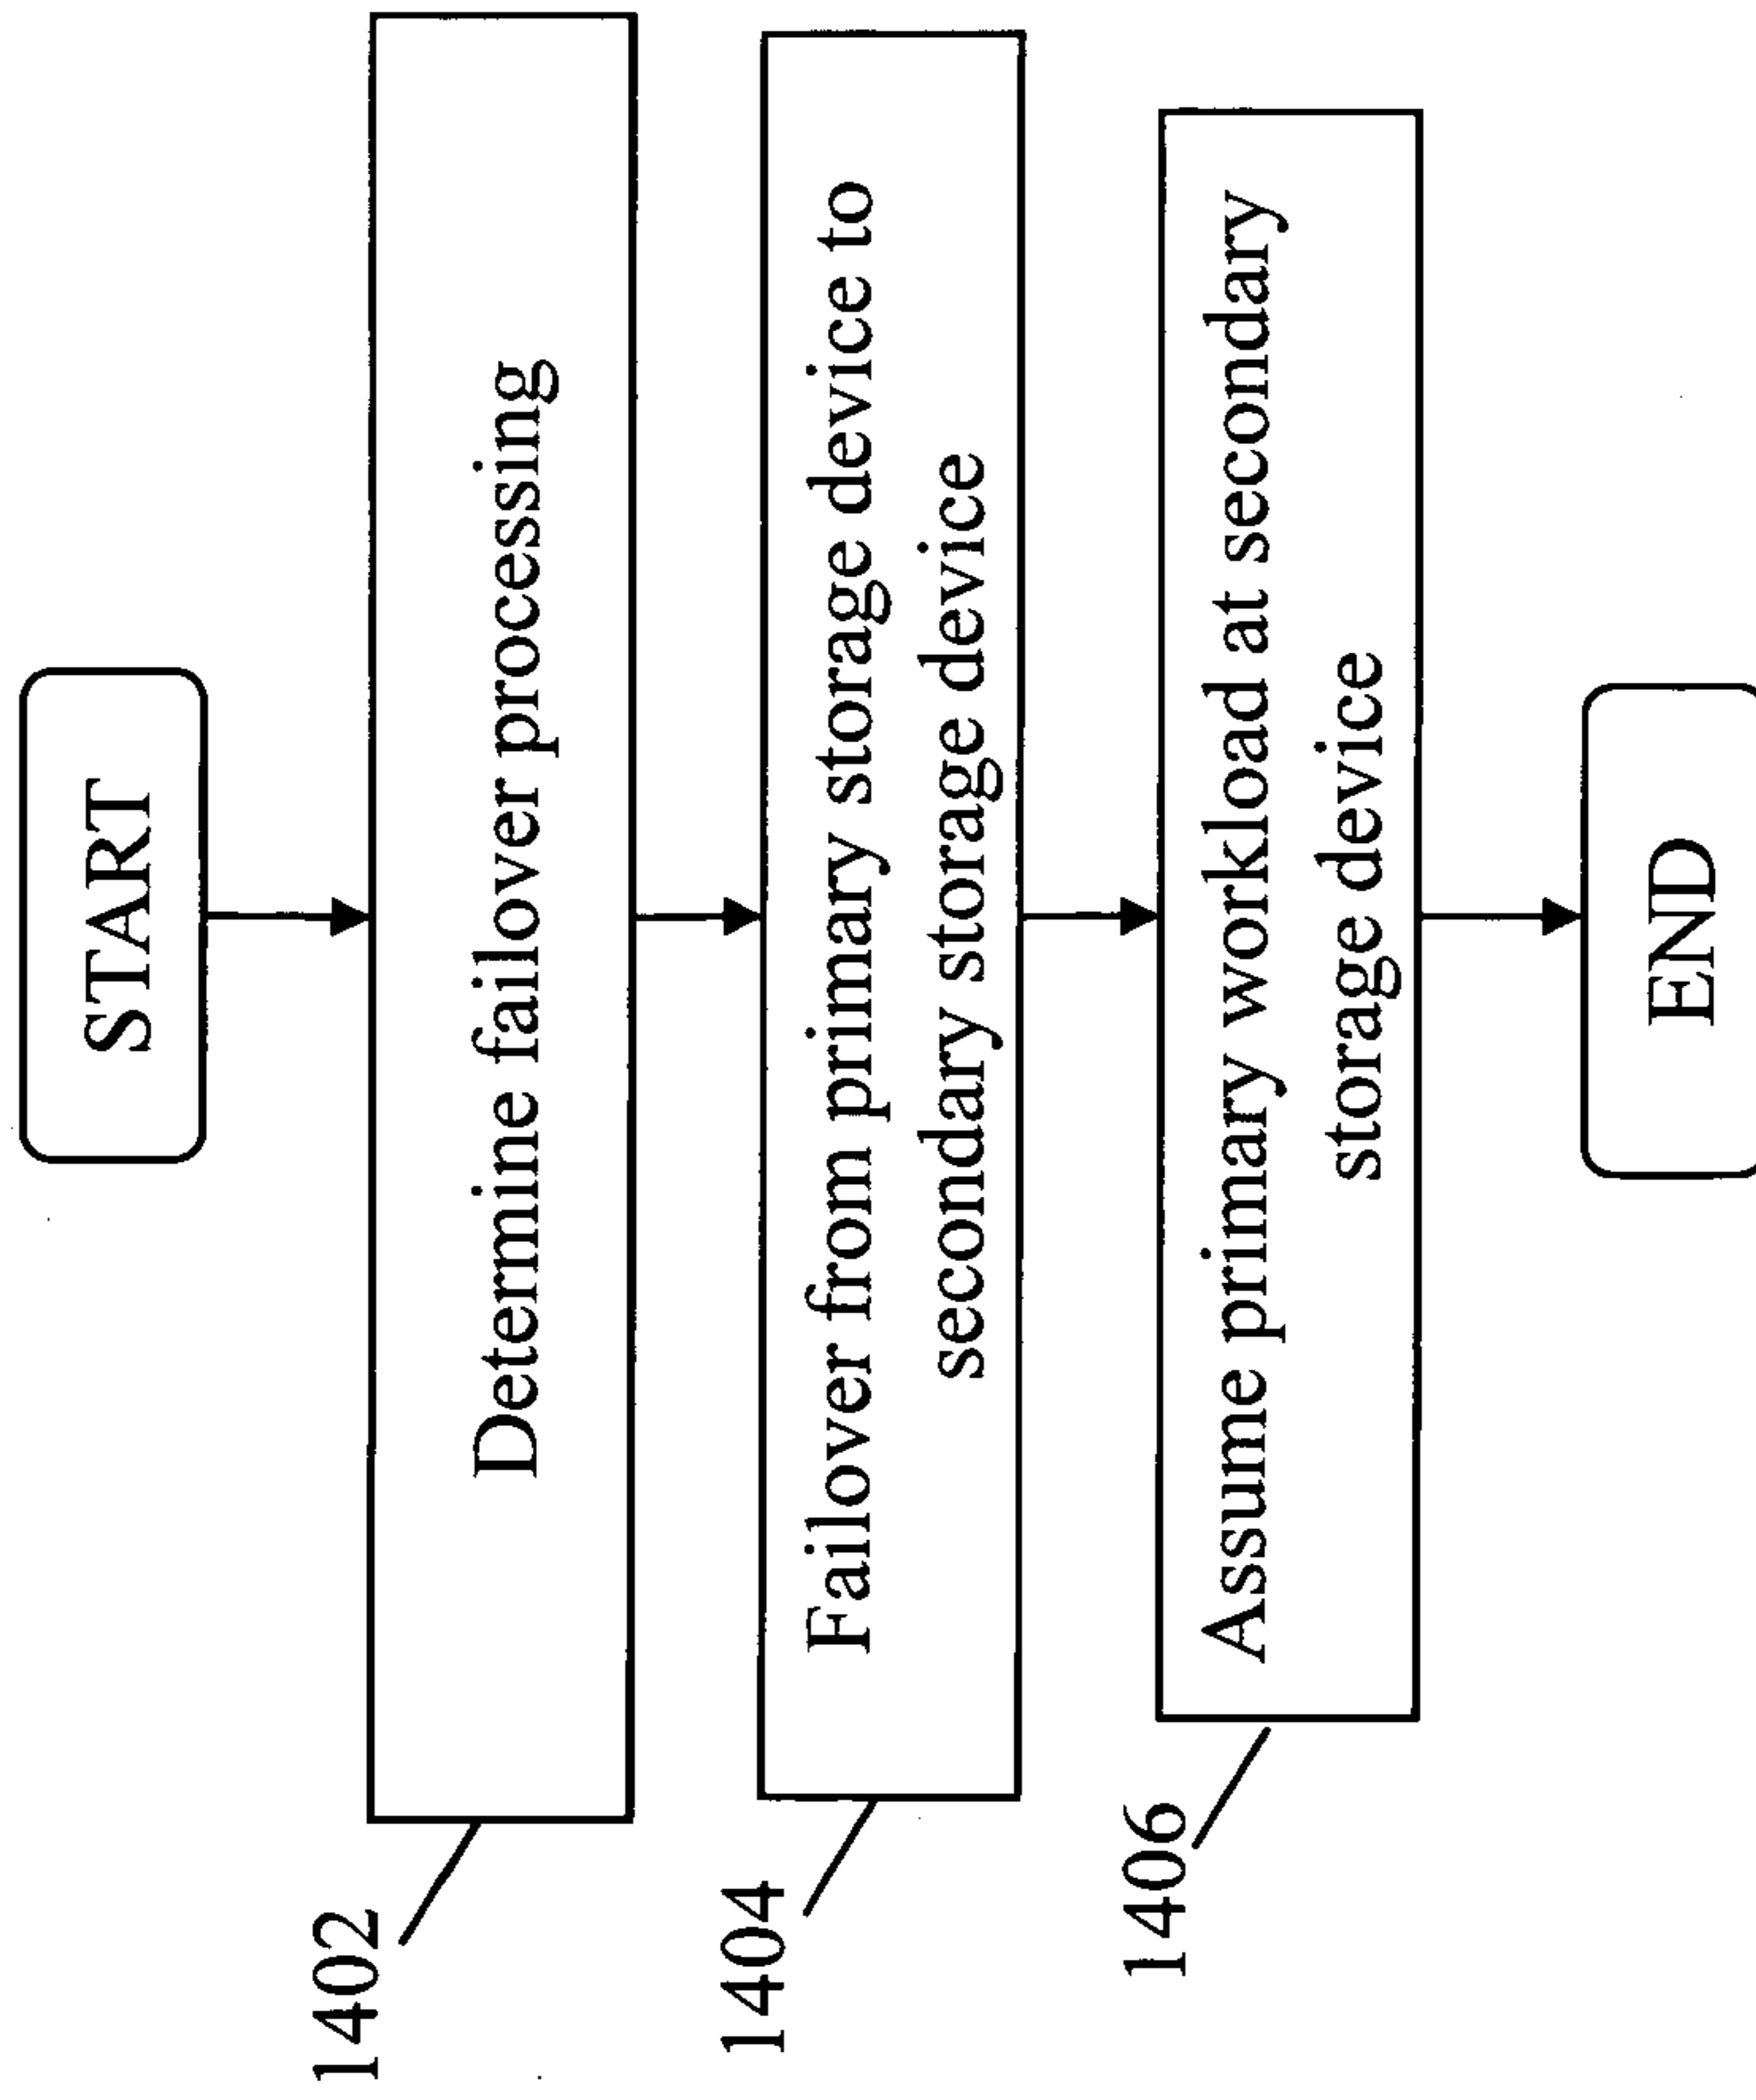 START
1402
Determine failover processing
1404
Failover from primary storage device to
secondary storage device
1406
Assume primary workload at secondary
storage device
END